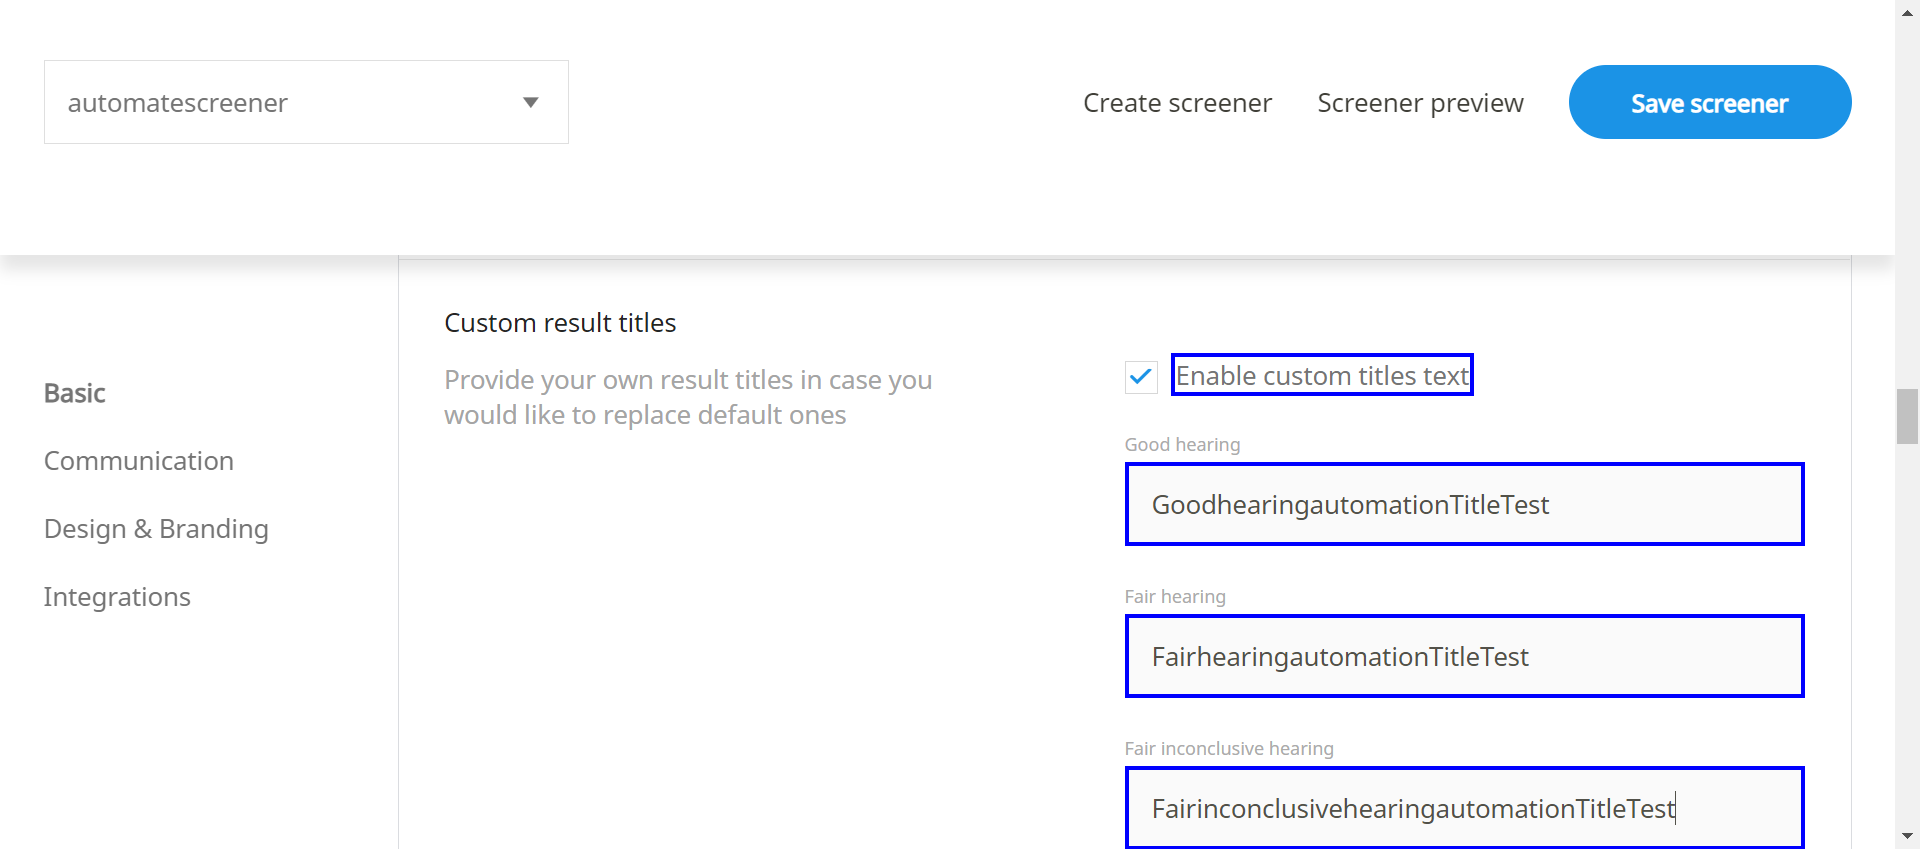 automatescreener
Create screener
Screener preview
Save screener
Basic
Communication
Design & Branding
Integrations
Custom result titles
Provide your own result titles in case you
would like to replace default ones
Enable custom titles text
Good hearing
GoodhearingautomationTitleTest
Fair hearing
FairhearingautomationTitleTest
Fair inconclusive hearing
FairinconclusivehearingautomationTitleTest